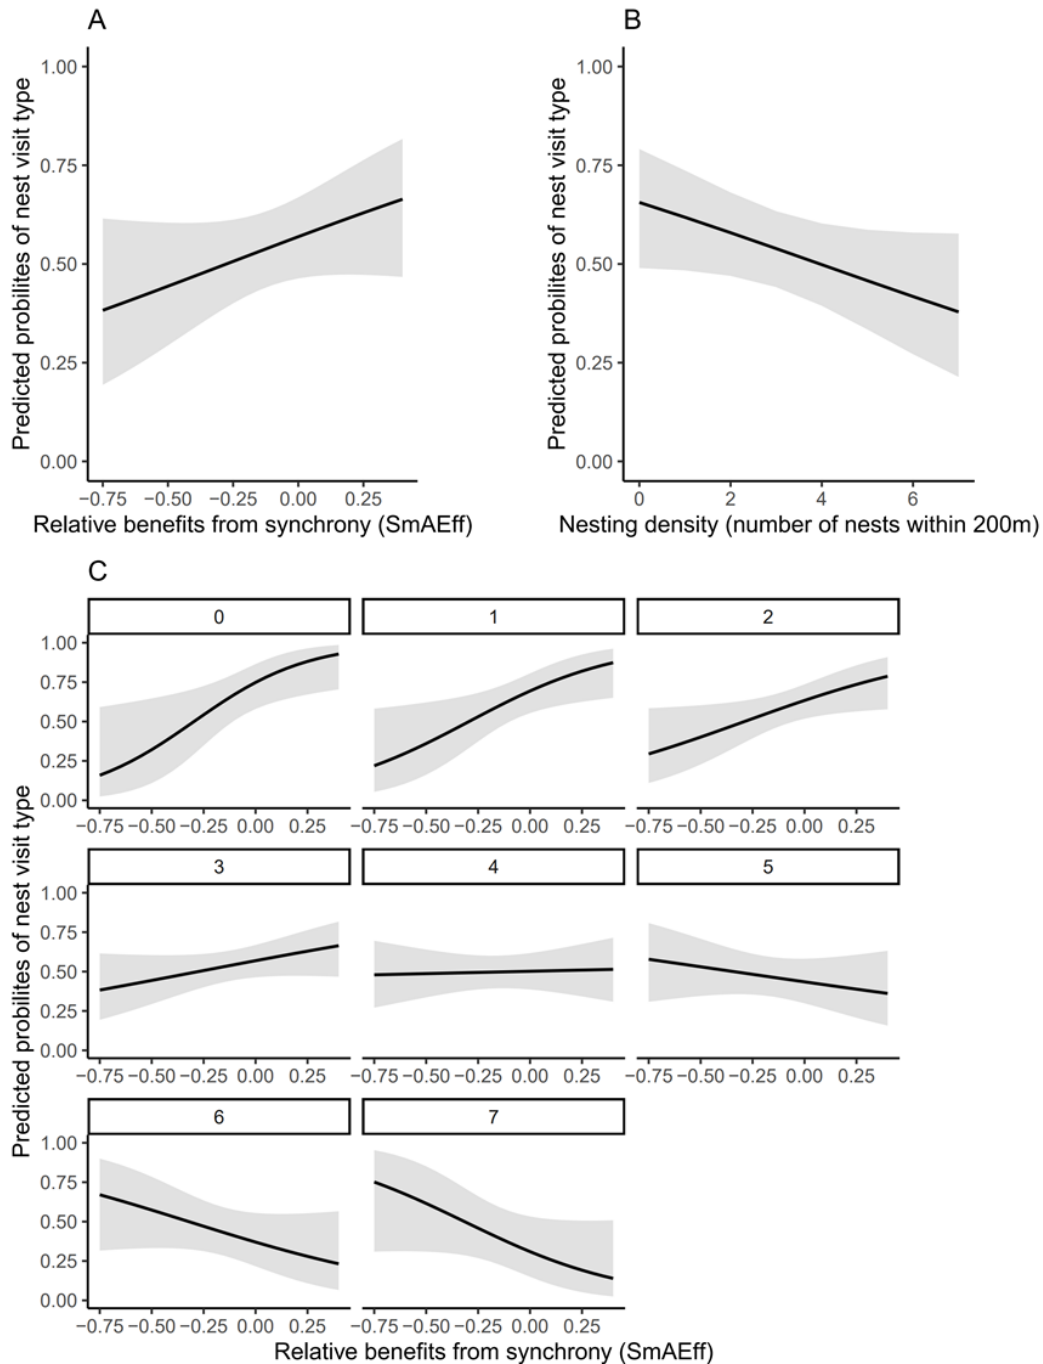 A
Predicted probilites of nest visit type
1.00
0.75
0.50
0.25
0.00
−0.75 −0.50 −0.25 0.00 0.25
Relative benefits from synchrony (SmAEff)
B
Predicted probilites of nest visit type
1.00
0.75
0.50
0.25
0.00
0 2 4 6
Nesting density (number of nests within 200m)
C
Predicted probilites of nest visit type
0 1 2
1.00
0.75
0.50
0.25
0.00
−0.75 −0.50 −0.25 0.00 0.25 −0.75 −0.50 −0.25 0.00 0.25 −0.75 −0.50 −0.25 0.00 0.25
3 4 5
1.00
0.75
0.50
0.25
0.00
−0.75 −0.50 −0.25 0.00 0.25 −0.75 −0.50 −0.25 0.00 0.25 −0.75 −0.50 −0.25 0.00 0.25
6 7
1.00
0.75
0.50
0.25
0.00
−0.75 −0.50 −0.25 0.00 0.25 −0.75 −0.50 −0.25 0.00 0.25
Relative benefits from synchrony (SmAEff)